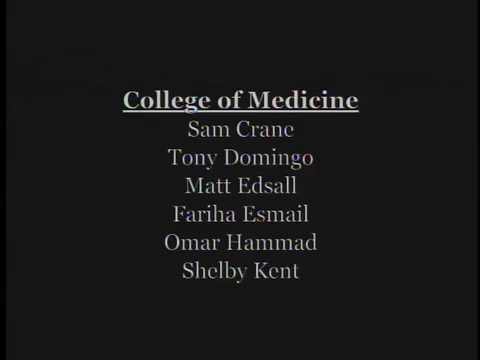 College of Medicine
Sam Crane
Tony Domingo
Matt Edsall
Fariha Esmail
Omar Hammad
Shelby Kent